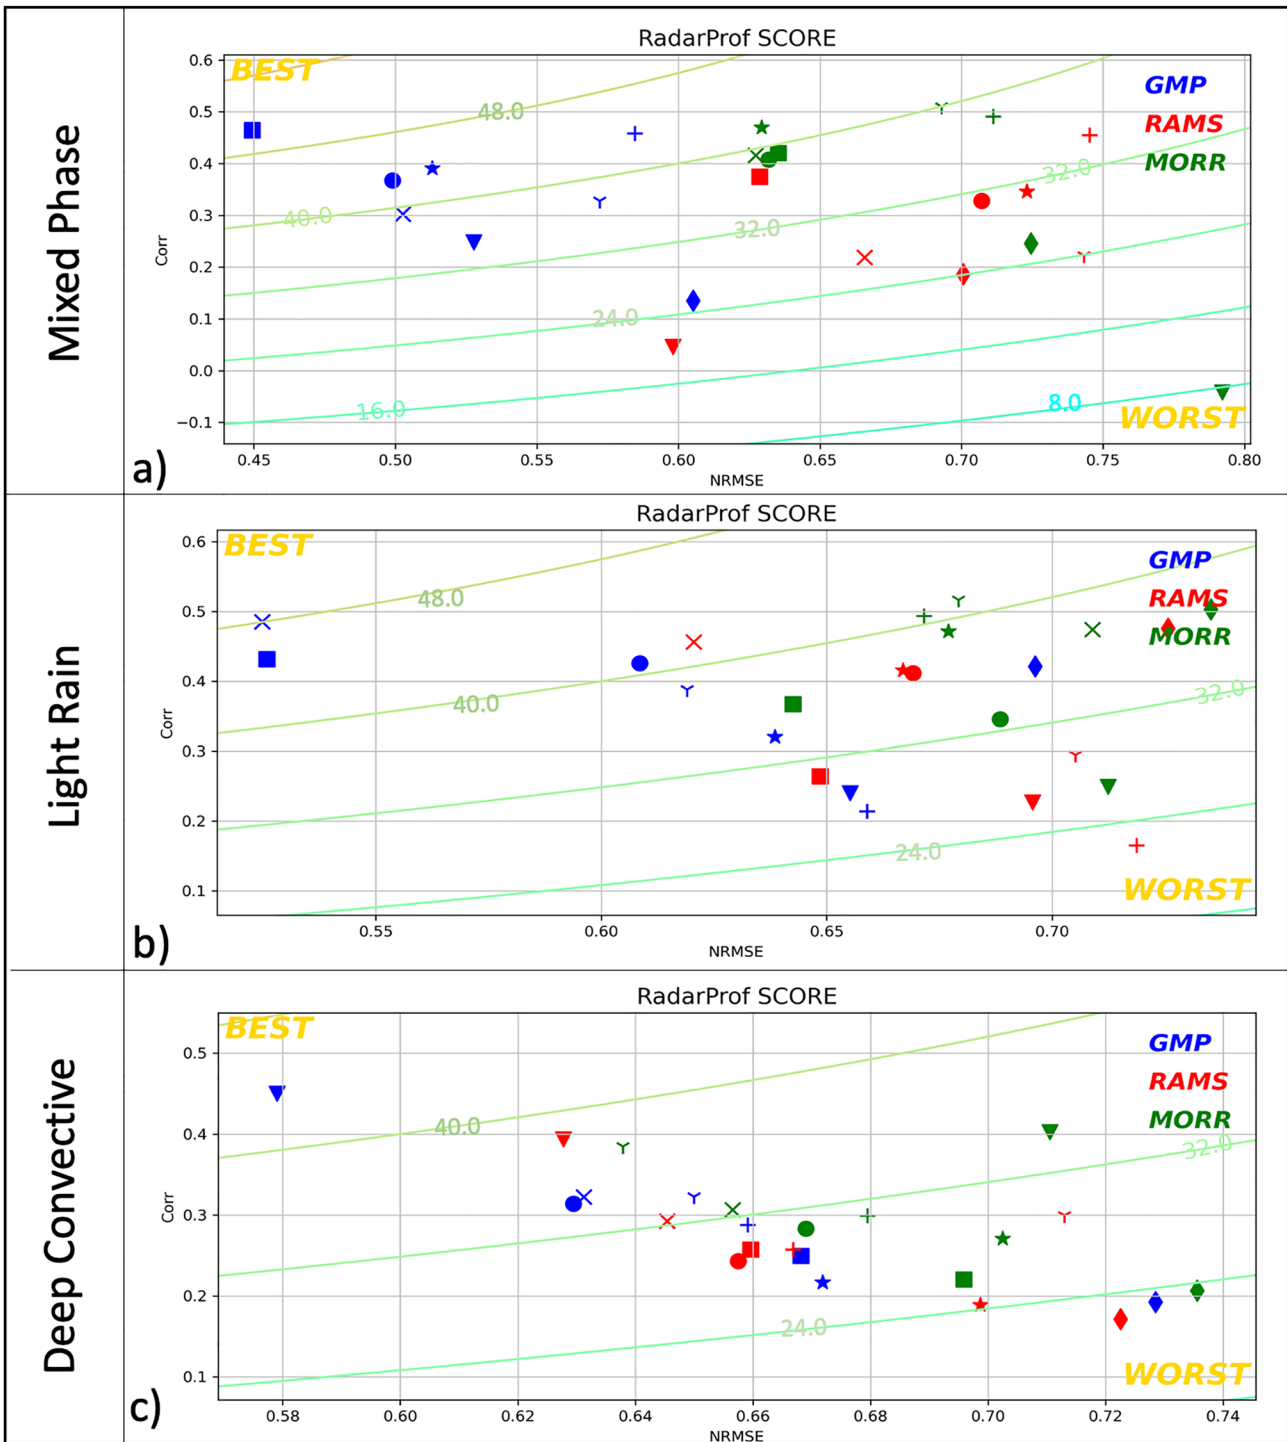 Mixed Phase
RadarProf SCORE
BEST
GMP
RAMS
MORR
48.0
40.0
32.0
32.0
24.0
16.0
8.0
WORST
Corr
0.6
0.5
0.4
0.3
0.2
0.1
0.0
−0.1
0.45 0.50 0.55 0.60 0.65 0.70 0.75 0.80
NRMSE
a)
Light Rain
RadarProf SCORE
BEST
GMP
RAMS
MORR
48.0
40.0
32.0
24.0
WORST
Corr
0.6
0.5
0.4
0.3
0.2
0.1
0.55 0.60 0.65 0.70
NRMSE
b)
Deep Convective
RadarProf SCORE
BEST
GMP
RAMS
MORR
40.0
32.0
24.0
WORST
Corr
0.5
0.4
0.3
0.2
0.1
0.58 0.60 0.62 0.64 0.66 0.68 0.70 0.72 0.74
NRMSE
c)